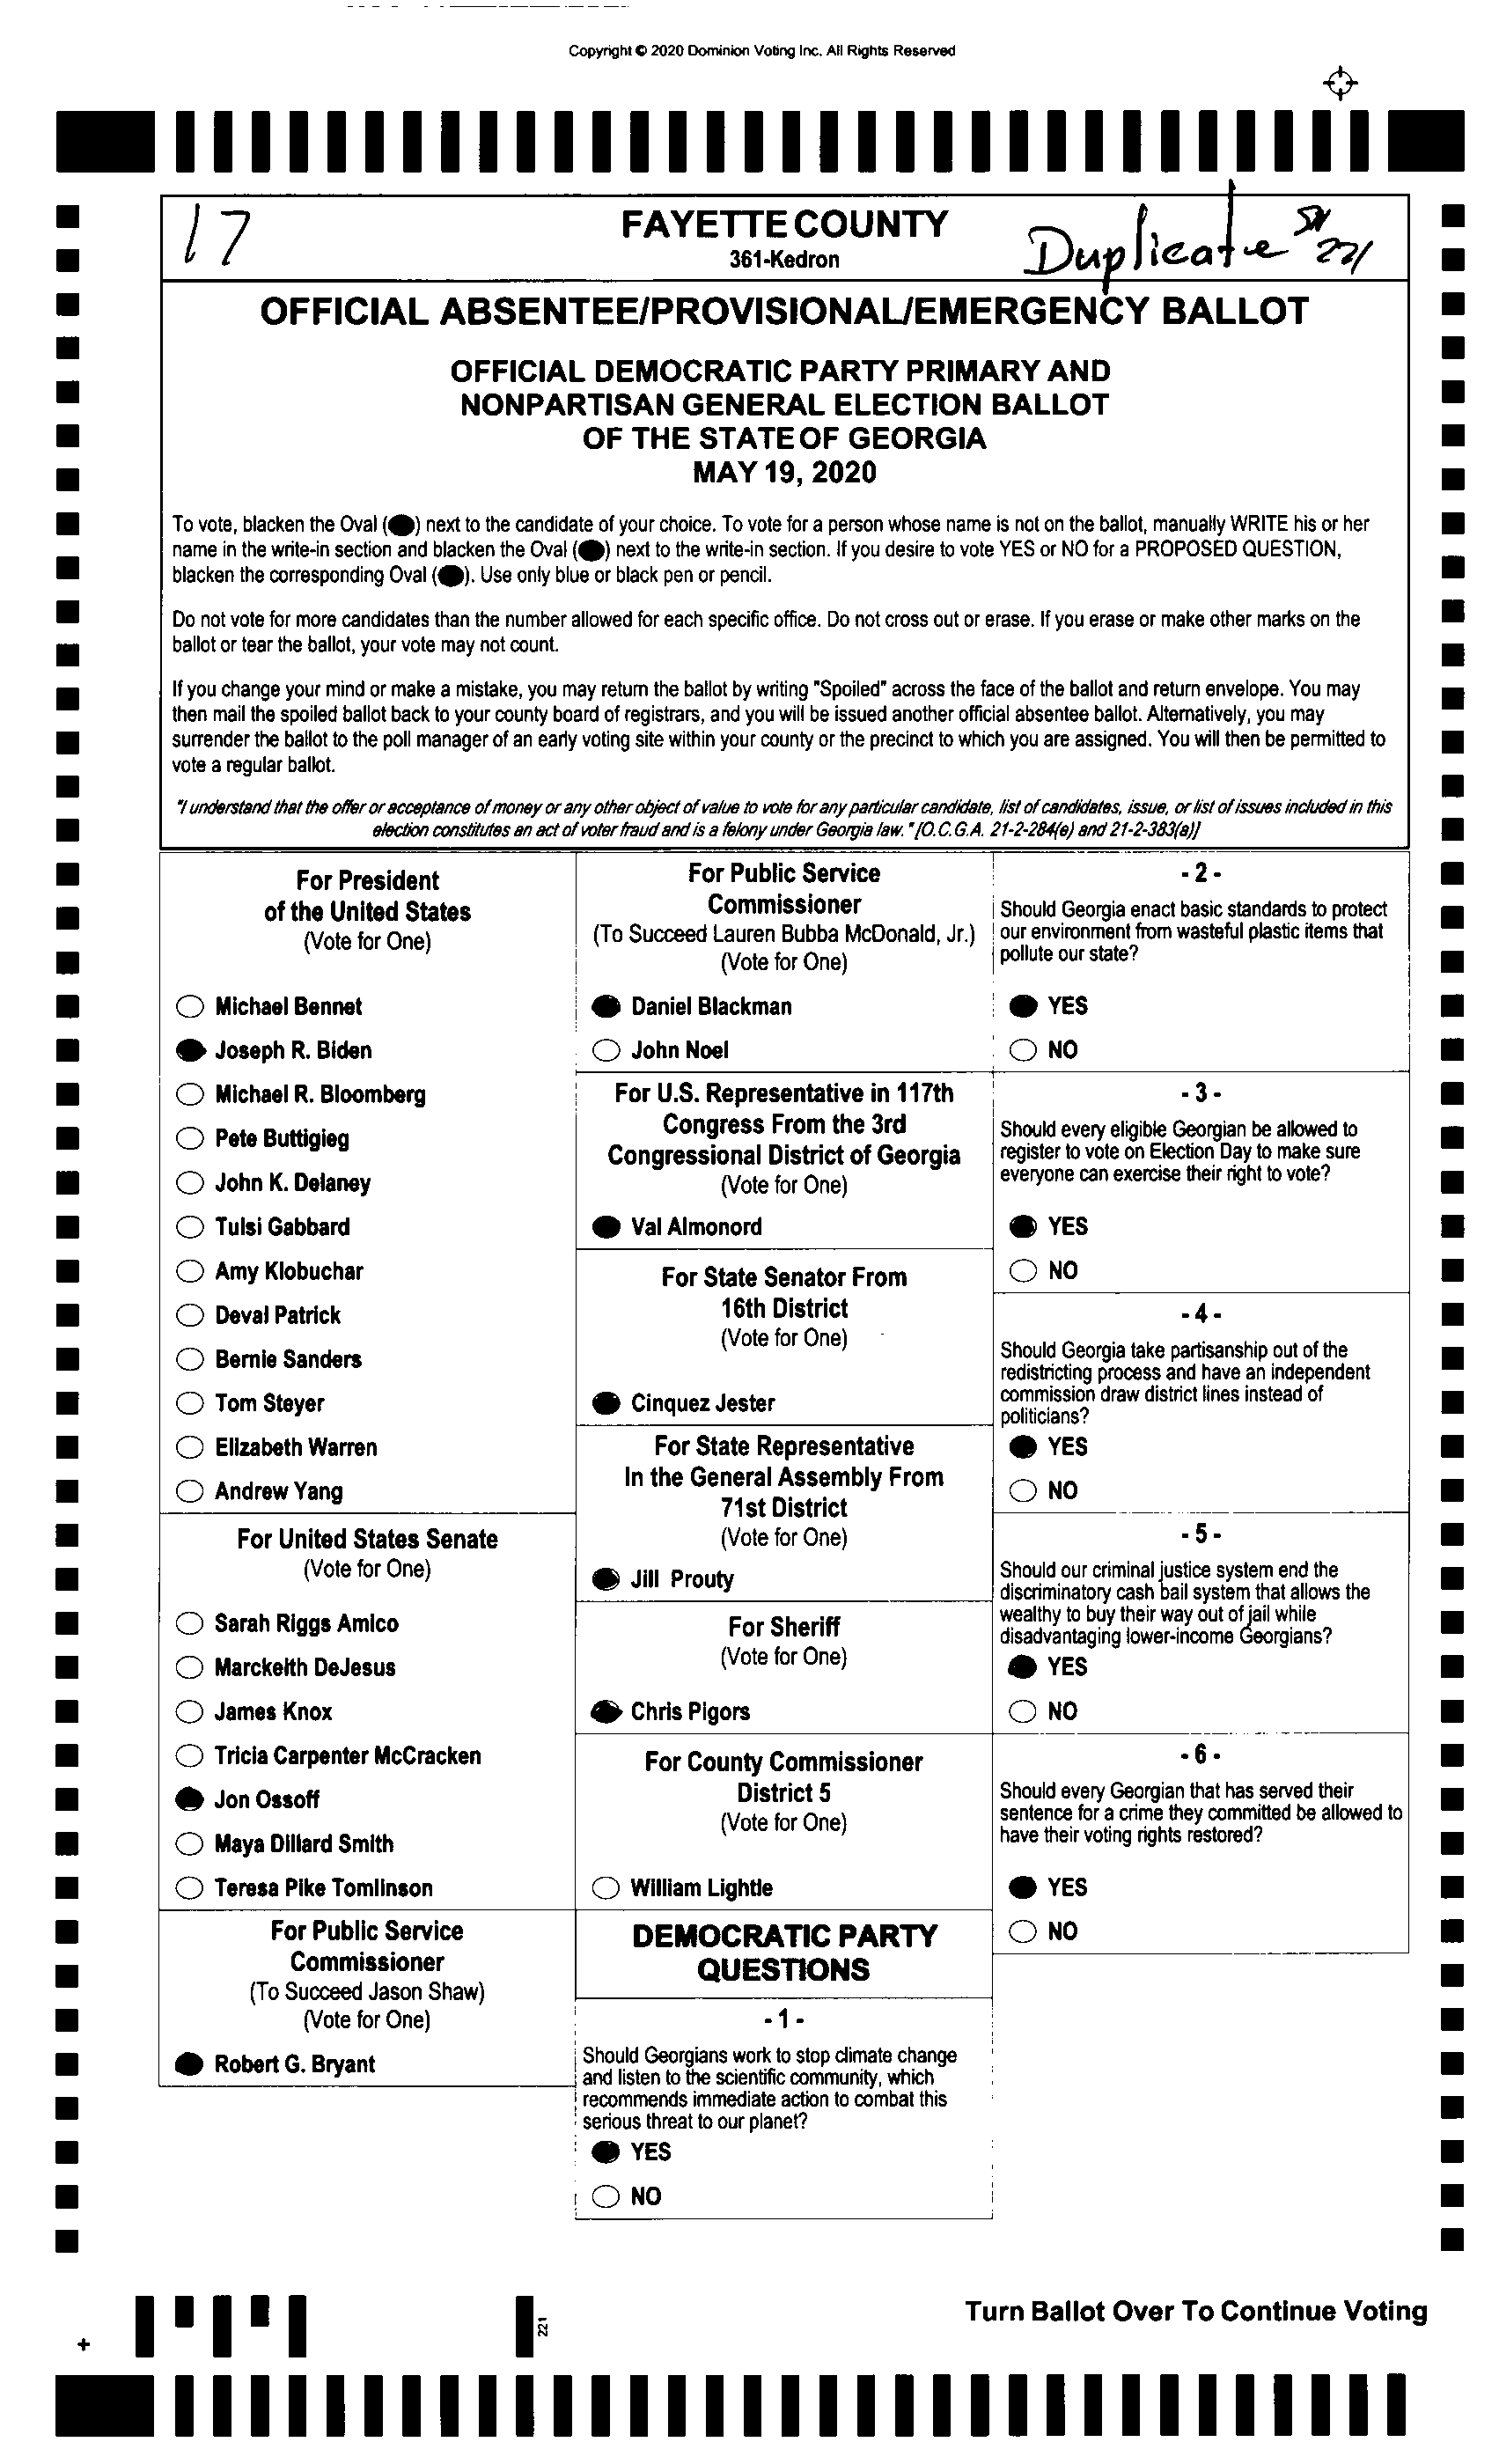 Copyright © 2020 Dominion Voting Inc. All Rights Reserved
17
FAYETTE COUNTY
361-Kedron
Duplicate
221
OFFICIAL ABSENTEE/PROVISIONAL/EMERGENCY BALLOT
OFFICIAL DEMOCRATIC PARTY PRIMARY AND
NONPARTISAN GENERAL ELECTION BALLOT
OF THE STATE OF GEORGIA
MAY 19, 2020
To vote, blacken the Oval ( ) next to the candidate of your choice. To vote for a person whose name is not on the ballot, manually WRITE his or her
name in the write-in section and blacken the Oval ( ) next to the write-in section. If you desire to vote YES or NO for a PROPOSED QUESTION,
blacken the corresponding Oval ( ). Use only blue or black pen or pencil.
Do not vote for more candidates than the number allowed for each specific office. Do not cross out or erase. If you erase or make other marks on the
ballot or tear the ballot, your vote may not count.
If you change your mind or make a mistake, you may return the ballot by writing "Spoiled" across the face of the ballot and return envelope. You may
then mail the spoiled ballot back to your county board of registrars, and you will be issued another official absentee ballot. Alternatively, you may
surrender the ballot to the poll manager of an early voting site within your county or the precinct to which you are assigned. You will then be permitted to
vote a regular ballot.
"I understand that the offer or acceptance of money or any other object of value to vote for any particular candidate, list of candidates, issue, or list of issues included in this
election constitutes an act of voter fraud and is a felony under Georgia law." [O.C.G.A. 21-2-284(e) and 21-2-383(a)]
For President
of the United States
(Vote for One)
Michael Bennet
Joseph R. Biden
Michael R. Bloomberg
Pete Buttigieg
John K. Delaney
Tulsi Gabbard
Amy Klobuchar
Deval Patrick
Bernie Sanders
Tom Steyer
Elizabeth Warren
Andrew Yang
For United States Senate
(Vote for One)
Sarah Riggs Amico
Marckeith DeJesus
James Knox
Tricia Carpenter McCracken
Jon Ossoff
Maya Dillard Smith
Teresa Pike Tomlinson
For Public Service
Commissioner
(To Succeed Jason Shaw)
(Vote for One)
Robert G. Bryant
For Public Service
Commissioner
(To Succeed Lauren Bubba McDonald, Jr.)
(Vote for One)
Daniel Blackman
John Noel
For U.S. Representative in 117th
Congress From the 3rd
Congressional District of Georgia
(Vote for One)
Val Almonord
For State Senator From
16th District
(Vote for One)
Cinquez Jester
For State Representative
In the General Assembly From
71st District
(Vote for One)
Jill Prouty
For Sheriff
(Vote for One)
Chris Pigors
For County Commissioner
District 5
(Vote for One)
William Lightle
DEMOCRATIC PARTY
QUESTIONS
- 1 -
Should Georgians work to stop climate change
and listen to the scientific community, which
recommends immediate action to combat this
serious threat to our planet?
YES
NO
- 2 -
Should Georgia enact basic standards to protect
our environment from wasteful plastic items that
pollute our state?
YES
NO
- 3 -
Should every eligible Georgian be allowed to
register to vote on Election Day to make sure
everyone can exercise their right to vote?
YES
NO
- 4 -
Should Georgia take partisanship out of the
redistricting process and have an independent
commission draw district lines instead of
politicians?
YES
NO
- 5 -
Should our criminal justice system end the
discriminatory cash bail system that allows the
wealthy to buy their way out of jail while
disadvantaging lower-income Georgians?
YES
NO
- 6 -
Should every Georgian that has served their
sentence for a crime they committed be allowed to
have their voting rights restored?
YES
NO
Turn Ballot Over To Continue Voting
221